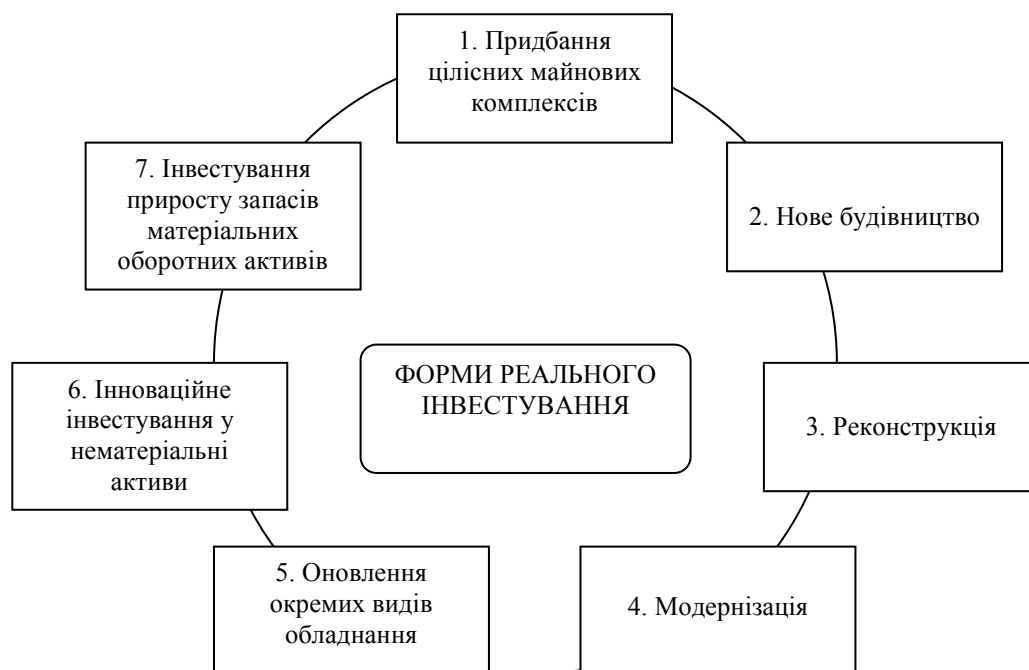 1. Придбання
цілісних майнових
комплексів
7. Інвестування
приросту запасів
матеріальних
оборотних активів
2. Нове будівництво
ФОРМИ РЕАЛЬНОГО
ІНВЕСТУВАННЯ
6. Інноваційне
інвестування у
нематеріальні
активи
3. Реконструкція
5. Оновлення
окремих видів
обладнання
4. Модернізація